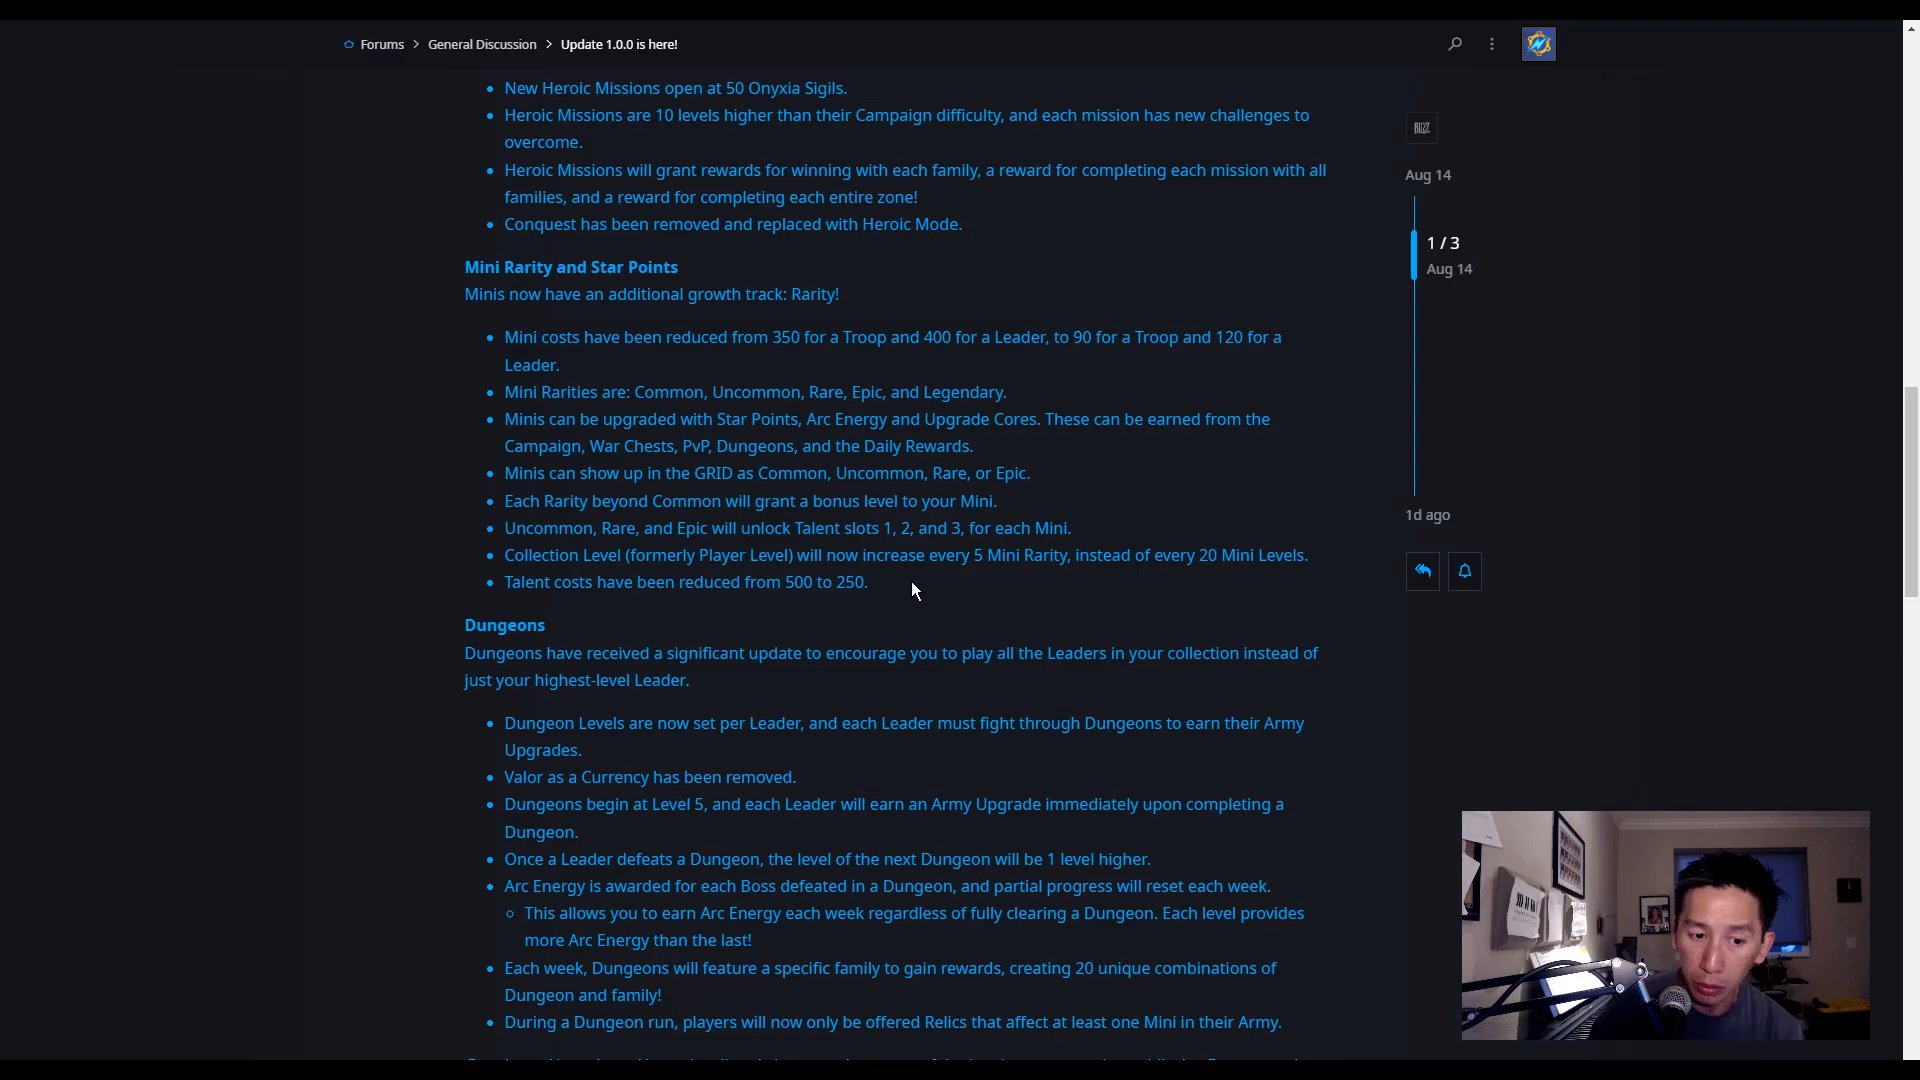 Forums > General Discussion > Update 1.0.0 is here!
• New Heroic Missions open at 50 Onyxia Sigils.
• Heroic Missions are 10 levels higher than their Campaign difficulty, and each mission has new challenges to
overcome.
• Heroic Missions will grant rewards for winning with each family, a reward for completing each mission with all
families, and a reward for completing each entire zone!
• Conquest has been removed and replaced with Heroic Mode.
Mini Rarity and Star Points
Minis now have an additional growth track: Rarity!
• Mini costs have been reduced from 350 for a Troop and 400 for a Leader, to 90 for a Troop and 120 for a
Leader.
• Mini Rarities are: Common, Uncommon, Rare, Epic, and Legendary.
• Minis can be upgraded with Star Points, Arc Energy and Upgrade Cores. These can be earned from the
Campaign, War Chests, PvP, Dungeons, and the Daily Rewards.
• Minis can show up in the GRID as Common, Uncommon, Rare, or Epic.
• Each Rarity beyond Common will grant a bonus level to your Mini.
• Uncommon, Rare, and Epic will unlock Talent slots 1, 2, and 3, for each Mini.
• Collection Level (formerly Player Level) will now increase every 5 Mini Rarity, instead of every 20 Mini Levels.
• Talent costs have been reduced from 500 to 250.
Dungeons
Dungeons have received a significant update to encourage you to play all the Leaders in your collection instead of
just your highest-level Leader.
• Dungeon Levels are now set per Leader, and each Leader must fight through Dungeons to earn their Army
Upgrades.
• Valor as a Currency has been removed.
• Dungeons begin at Level 5, and each Leader will earn an Army Upgrade immediately upon completing a
Dungeon.
• Once a Leader defeats a Dungeon, the level of the next Dungeon will be 1 level higher.
• Arc Energy is awarded for each Boss defeated in a Dungeon, and partial progress will reset each week.
◦ This allows you to earn Arc Energy each week regardless of fully clearing a Dungeon. Each level provides
more Arc Energy than the last!
• Each week, Dungeons will feature a specific family to gain rewards, creating 20 unique combinations of
Dungeon and family!
• During a Dungeon run, players will now only be offered Relics that affect at least one Mini in their Army.
BLIZZ
Aug 14
1 / 3
Aug 14
1d ago